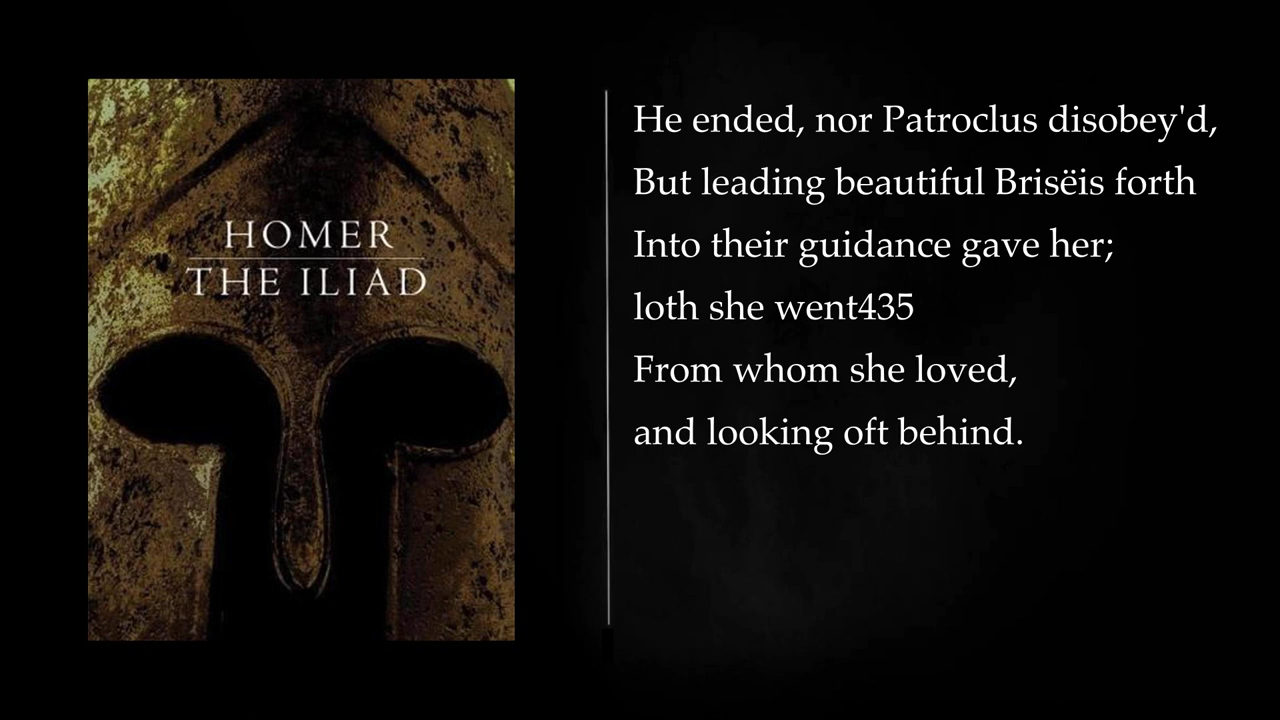 HOMER
THE ILIAD
He ended, nor Patroclus disobey'd,
But leading beautiful Brisëis forth
Into their guidance gave her;
loth she went435
From whom she loved,
and looking oft behind.